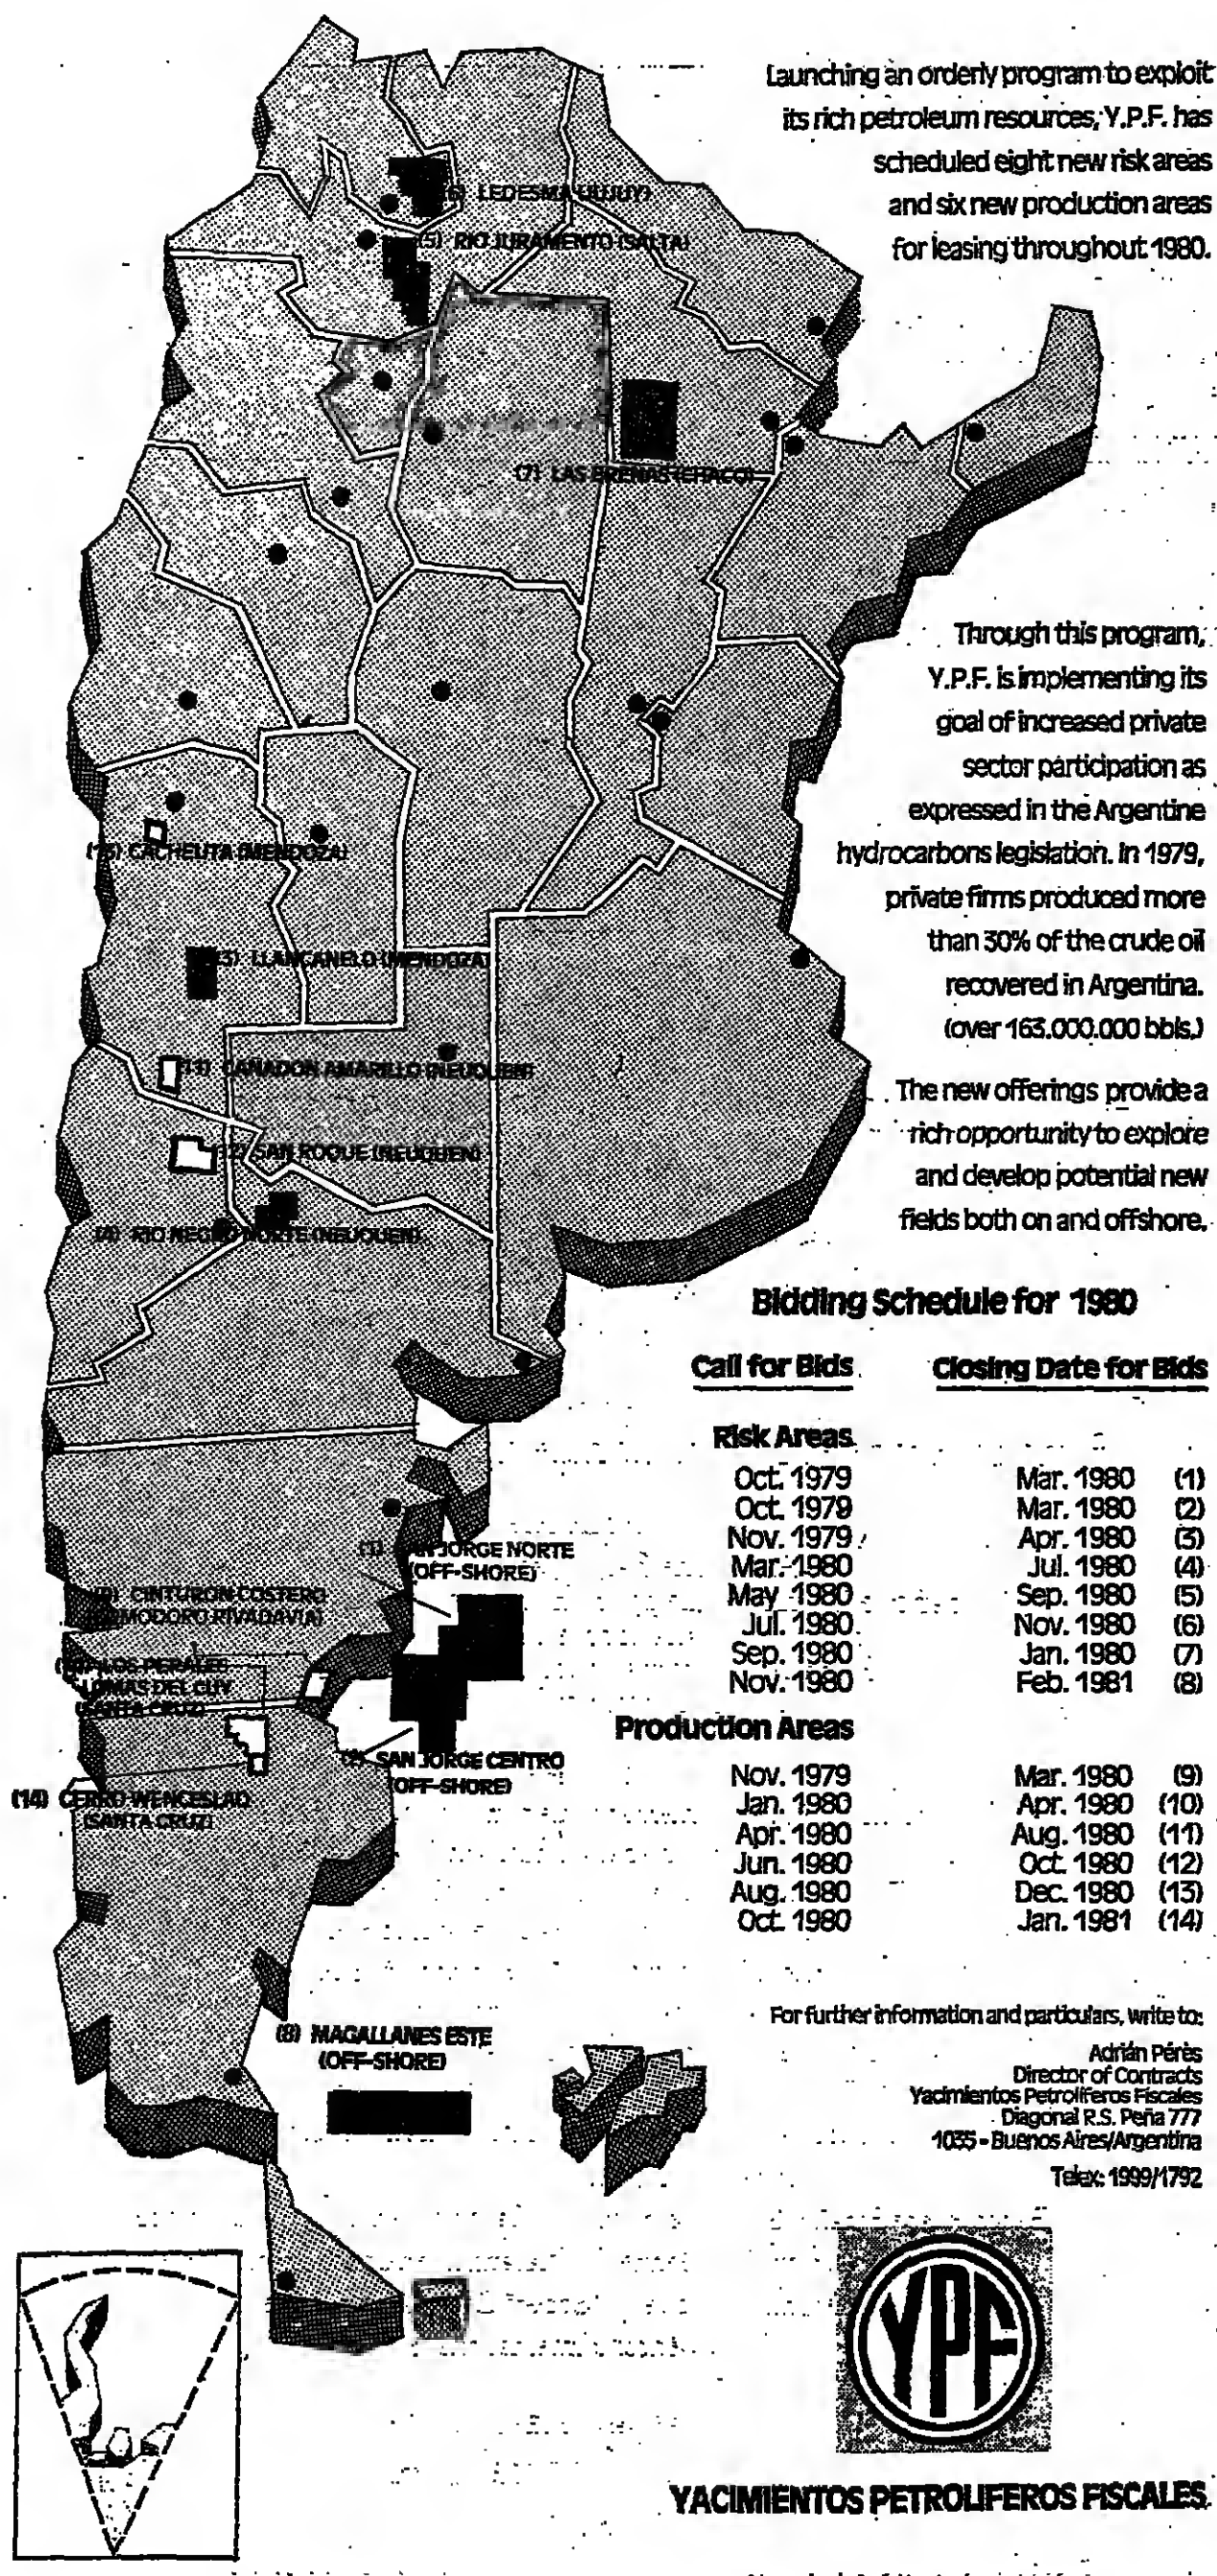 Launching an orderly program to exploit
its rich petroleum resources, Y.P.F. has
scheduled eight new risk areas
and six new production areas
for leasing throughout 1980.
(6) LEDESMA (JUJUY)
(5) RIO JURAMENTO (SALTA)
(7) LAS BREÑAS (CHACO)
Through this program,
Y.P.F. is implementing its
goal of increased private
sector participation as
expressed in the Argentine
hydrocarbons legislation. In 1979,
private firms produced more
than 30% of the crude oil
recovered in Argentina.
(over 163.000.000 bbls.)
CACHEUTA (MENDOZA)
(3) LLANCANELO (MENDOZA)
(11) CAÑADON AMARILLO (NEUQUEN)
(12) SAN ROQUE (NEUQUEN)
(4) RIO NEGRO NORTE (NEUQUEN)
The new offerings provide a
rich opportunity to explore
and develop potential new
fields both on and offshore.
Bidding Schedule for 1980
Call for Bids Closing Date for Bids
Risk Areas
Oct. 1979 Mar. 1980 (1)
Oct. 1979 Mar. 1980 (2)
Nov. 1979 Apr. 1980 (3)
Mar. 1980 Jul. 1980 (4)
May 1980 Sep. 1980 (5)
Jul. 1980 Nov. 1980 (6)
Sep. 1980 Jan. 1980 (7)
Nov. 1980 Feb. 1981 (8)
Production Areas
Nov. 1979 Mar. 1980 (9)
Jan. 1980 Apr. 1980 (10)
Apr. 1980 Aug. 1980 (11)
Jun. 1980 Oct. 1980 (12)
Aug. 1980 Dec. 1980 (13)
Oct. 1980 Jan. 1981 (14)
(1) SAN JORGE NORTE
(OFF-SHORE)
CINTURON COSTERO
(COMODORO RIVADAVIA)
LOS PERALES
LOMAS DEL CUY
(SANTA CRUZ)
(2) SAN JORGE CENTRO
(OFF-SHORE)
(14) CERRO WENCESLAO
(SANTA CRUZ)
(8) MAGALLANES ESTE
(OFF-SHORE)
For further information and particulars, write to:
Adrián Pérès
Director of Contracts
Yacimientos Petrolíferos Fiscales
Diagonal R.S. Peña 777
1035 - Buenos Aires/Argentina
Telex: 1999/1792
YPF
YACIMIENTOS PETROLIFEROS FISCALES